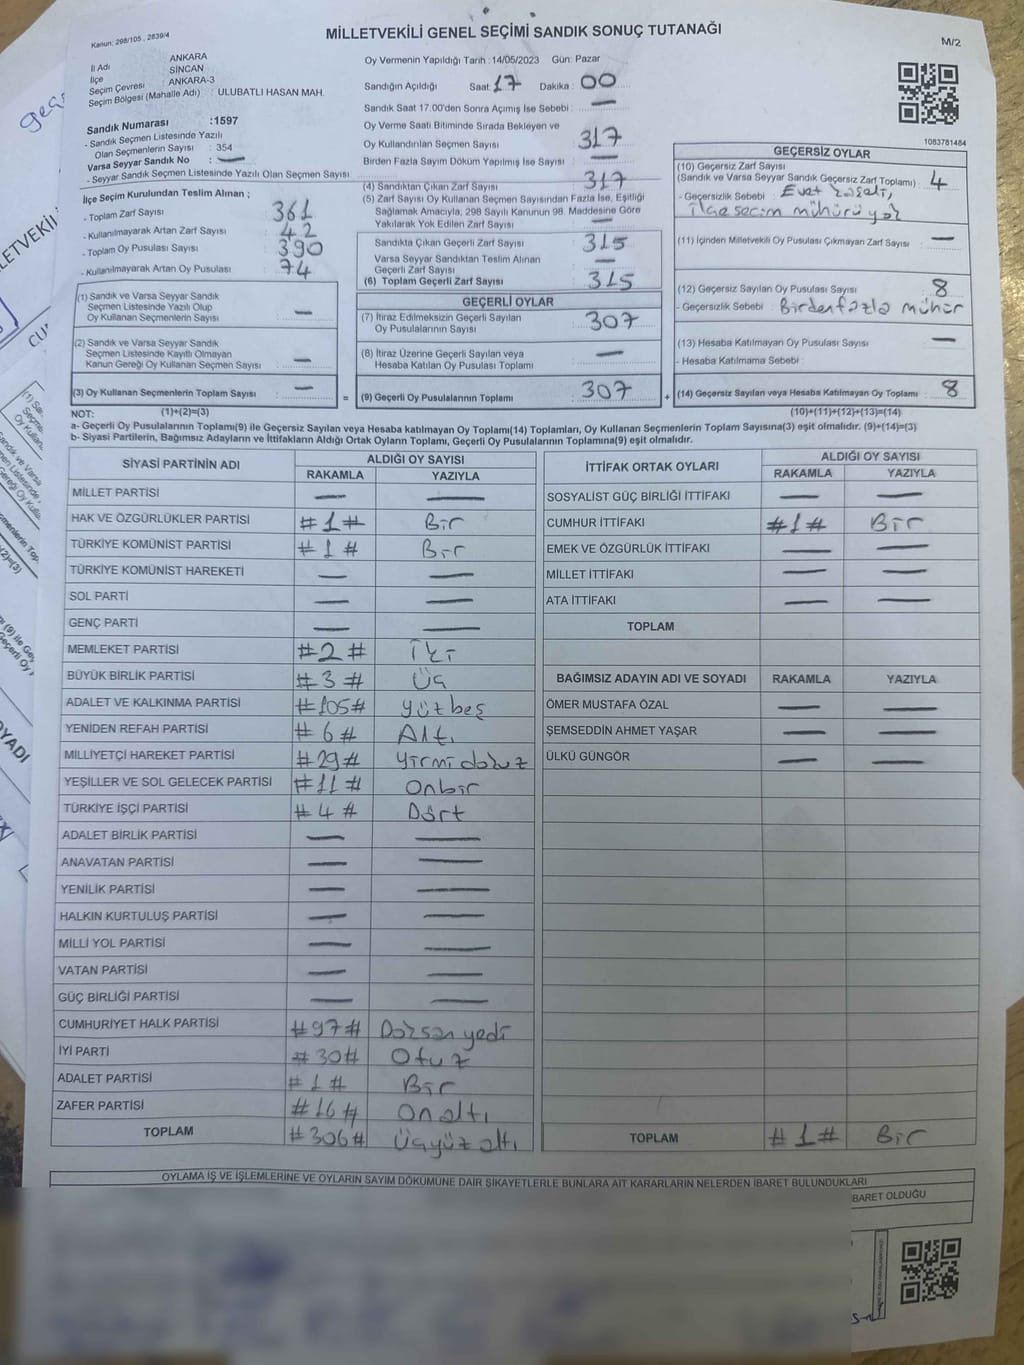 Kanun: 298/105 , 2839/4
MİLLETVEKİLİ GENEL SEÇİMİ SANDIK SONUÇ TUTANAĞI
M/2
İl Adı ANKARA
İlçe SİNCAN
Seçim Çevresi ANKARA-3
Seçim Bölgesi (Mahalle Adı) : ULUBATLI HASAN MAH.
Sandık Numarası :1597
- Sandık Seçmen Listesinde Yazılı
Olan Seçmenlerin Sayısı : 354
Varsa Seyyar Sandık No : —
- Seyyar Sandık Seçmen Listesinde Yazılı Olan Seçmen Sayısı
İlçe Seçim Kurulundan Teslim Alınan ;
- Toplam Zarf Sayısı : 361
- Kullanılmayarak Artan Zarf Sayısı : 42
- Toplam Oy Pusulası Sayısı : 390
- Kullanılmayarak Artan Oy Pusulası : 74
(1) Sandık ve Varsa Seyyar Sandık
Seçmen Listesinde Yazılı Olup
Oy Kullanan Seçmenlerin Sayısı : —
(2) Sandık ve Varsa Seyyar Sandık
Seçmen Listesinde Kayıtlı Olmayan
Kanun Gereği Oy Kullanan Seçmen Sayısı : —
(3) Oy Kullanan Seçmenlerin Toplam Sayısı : —
Oy Vermenin Yapıldığı Tarih :14/05/2023 Gün: Pazar
Sandığın Açıldığı Saat: 17 Dakika : 00
Sandık Saat 17:00'den Sonra Açımış İse Sebebi : —
Oy Verme Saati Bitiminde Sırada Bekleyen ve
Oy Kullandırılan Seçmen Sayısı : 317
Birden Fazla Sayım Döküm Yapılmış İse Sayısı : —
(4) Sandıktan Çıkan Zarf Sayısı : 317
(5) Zarf Sayısı Oy Kullanan Seçmen Sayısından Fazla İse, Eşitliği
Sağlamak Amacıyla, 298 Sayılı Kanunun 98 Maddesine Göre
Yakılarak Yok Edilen Zarf Sayısı : —
Sandıkta Çıkan Geçerli Zarf Sayısı : 315
Varsa Seyyar Sandıktan Teslim Alınan
Geçerli Zarf Sayısı : —
(6) Toplam Geçerli Zarf Sayısı : 315
GEÇERLİ OYLAR
(7) İtiraz Edilmeksizin Geçerli Sayılan
Oy Pusulalarının Sayısı : 307
(8) İtiraz Üzerine Geçerli Sayılan veya
Hesaba Katılan Oy Pusulası Toplamı : —
= (9) Geçerli Oy Pusulalarının Toplamı : 307 +
1083781484
GEÇERSİZ OYLAR
(10) Geçersiz Zarf Sayısı
(Sandık ve Varsa Seyyar Sandık Geçersiz Zarf Toplamı) : 4
- Geçersizlik Sebebi :
ilçe seçim mühürü yok
(11) İçinden Milletvekili Oy Pusulası Çıkmayan Zarf Sayısı : —
(12) Geçersiz Sayılan Oy Pusulası Sayısı : 8
- Geçersizlik Sebebi : Birden fazla mühür
(13) Hesaba Katılmayan Oy Pusulası Sayısı : —
- Hesaba Katılmama Sebebi :
(14) Geçersiz Sayılan veya Hesaba Katılmayan Oy Toplamı : 8
NOT: (1)+(2)=(3) (10)+(11)+(12)+(13)=(14)
a- Geçerli Oy Pusulalarının Toplamı(9) ile Geçersiz Sayılan veya Hesaba katılmayan Oy Toplamı(14) Toplamları, Oy Kullanan Seçmenlerin Toplam Sayısına(3) eşit olmalıdır. (9)+(14)=(3)
b- Siyasi Partilerin, Bağımsız Adayların ve İttifakların Aldığı Ortak Oyların Toplamı, Geçerli Oy Pusulalarının Toplamına(9) eşit olmalıdır.
SİYASİ PARTİNİN ADI ALDIĞI OY SAYISI
RAKAMLA YAZIYLA
MİLLET PARTİSİ — —
HAK VE ÖZGÜRLÜKLER PARTİSİ #1# Bir
TÜRKİYE KOMÜNİST PARTİSİ #1# Bir
TÜRKİYE KOMÜNİST HAREKETİ — —
SOL PARTİ — —
GENÇ PARTİ — —
MEMLEKET PARTİSİ #2# İki
BÜYÜK BİRLİK PARTİSİ #3# Üç
ADALET VE KALKINMA PARTİSİ #105# yüzbeş
YENİDEN REFAH PARTİSİ #6# Altı
MİLLİYETÇİ HAREKET PARTİSİ #29# Yirmidokuz
YEŞİLLER VE SOL GELECEK PARTİSİ #11# Onbir
TÜRKİYE İŞÇİ PARTİSİ #4# Dört
ADALET BİRLİK PARTİSİ — —
ANAVATAN PARTİSİ — —
YENİLİK PARTİSİ — —
HALKIN KURTULUŞ PARTİSİ — —
MİLLİ YOL PARTİSİ — —
VATAN PARTİSİ — —
GÜÇ BİRLİĞİ PARTİSİ — —
CUMHURİYET HALK PARTİSİ #97# Doksan yedi
İYİ PARTİ #30# Otuz
ADALET PARTİSİ #1# Bir
ZAFER PARTİSİ #16# Onaltı
TOPLAM #306# Üçyüz altı
İTTİFAK ORTAK OYLARI ALDIĞI OY SAYISI
RAKAMLA YAZIYLA
SOSYALİST GÜÇ BİRLİĞİ İTTİFAKI — —
CUMHUR İTTİFAKI #1# Bir
EMEK VE ÖZGÜRLÜK İTTİFAKI — —
MİLLET İTTİFAKI — —
ATA İTTİFAKI — —
TOPLAM
BAĞIMSIZ ADAYIN ADI VE SOYADI RAKAMLA YAZIYLA
ÖMER MUSTAFA ÖZAL — —
ŞEMSEDDİN AHMET YAŞAR — —
ÜLKÜ GÜNGÖR — —
TOPLAM #1# Bir
OYLAMA İŞ VE İŞLEMLERİNE VE OYLARIN SAYIM DÖKÜMÜNE DAİR ŞİKAYETLERLE BUNLARA AİT KARARLARIN NELERDEN İBARET BULUNDUKLARI
BARET OLDUĞU